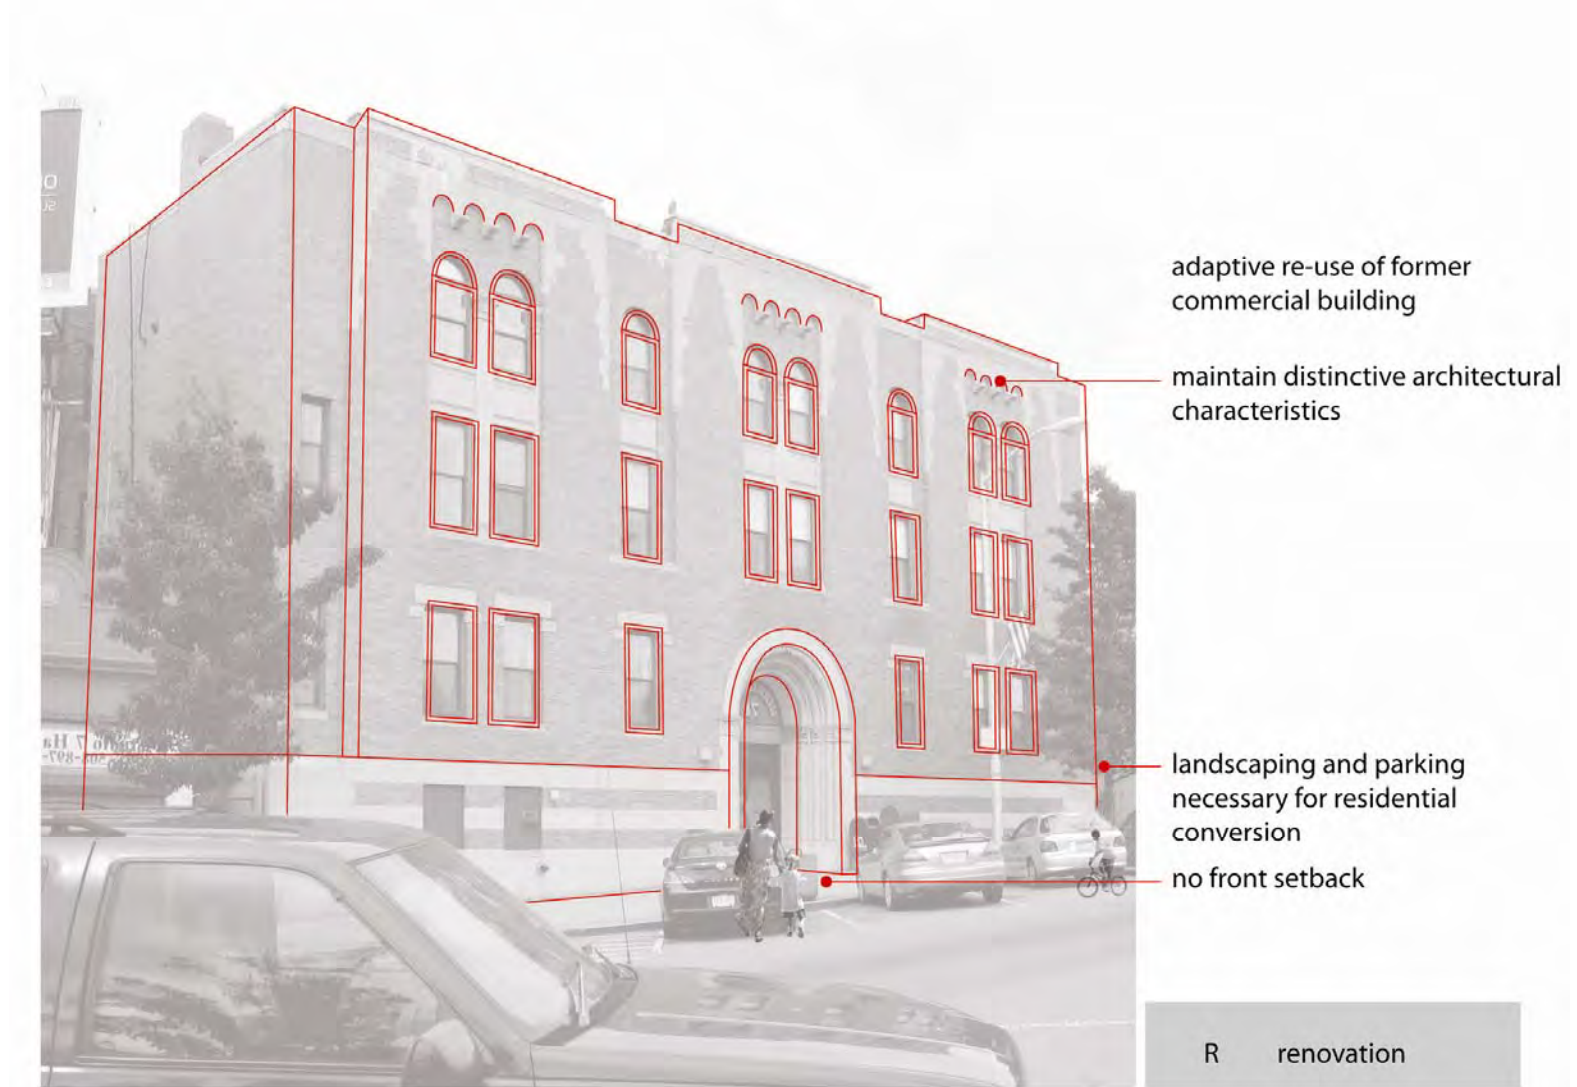 adaptive re-use of former
commercial building
maintain distinctive architectural
characteristics
landscaping and parking
necessary for residential
conversion
no front setback
R renovation